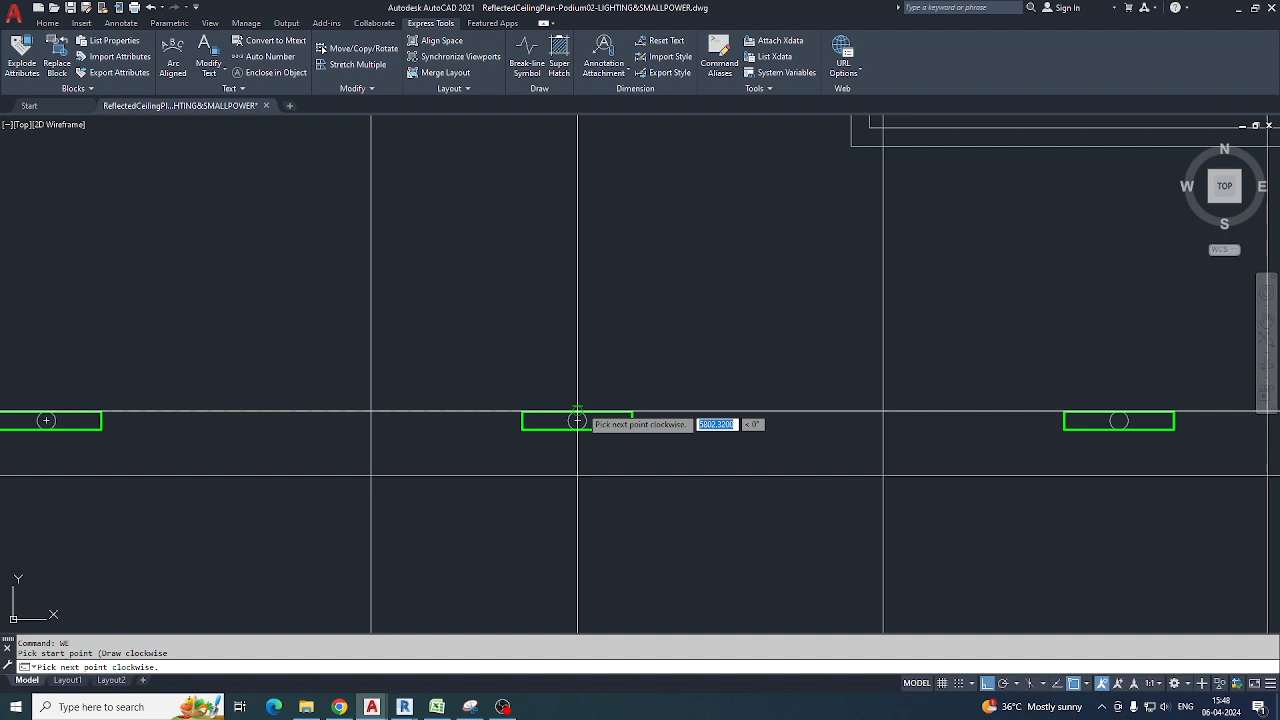 Autodesk AutoCAD 2021 ReflectedCeilingPlan-Podium02-LIGHTING&SMALLPOWER.dwg
Type a keyword or phrase
Sign In
Home Insert Annotate Parametric View Manage Output Add-ins Collaborate Express Tools Featured Apps
Explode Attributes
Replace Block
List Properties
Import Attributes
Export Attributes
Blocks
Arc Aligned
Modify Text
Convert to Mtext
Auto Number
Enclose in Object
Text
Move/Copy/Rotate
Stretch Multiple
Modify
Align Space
Synchronize Viewports
Merge Layout
Layout
Break-line Symbol
Super Hatch
Draw
Annotation Attachment
Reset Text
Import Style
Export Style
Dimension
Command Aliases
Attach Xdata
List Xdata
System Variables
Tools
URL Options
Web
Start
ReflectedCeilingPl...HTING&SMALLPOWER*
[−][Top][2D Wireframe]
N
W TOP E
S
WCS
Pick next point clockwise. 5802.3200 < 0°
Y
X
Command: WE
Pick start point (Draw clockwise
Pick next point clockwise.
Model Layout1 Layout2
MODEL
1:1
Type here to search
36°C Mostly sunny
ENG
15:48
06-04-2024